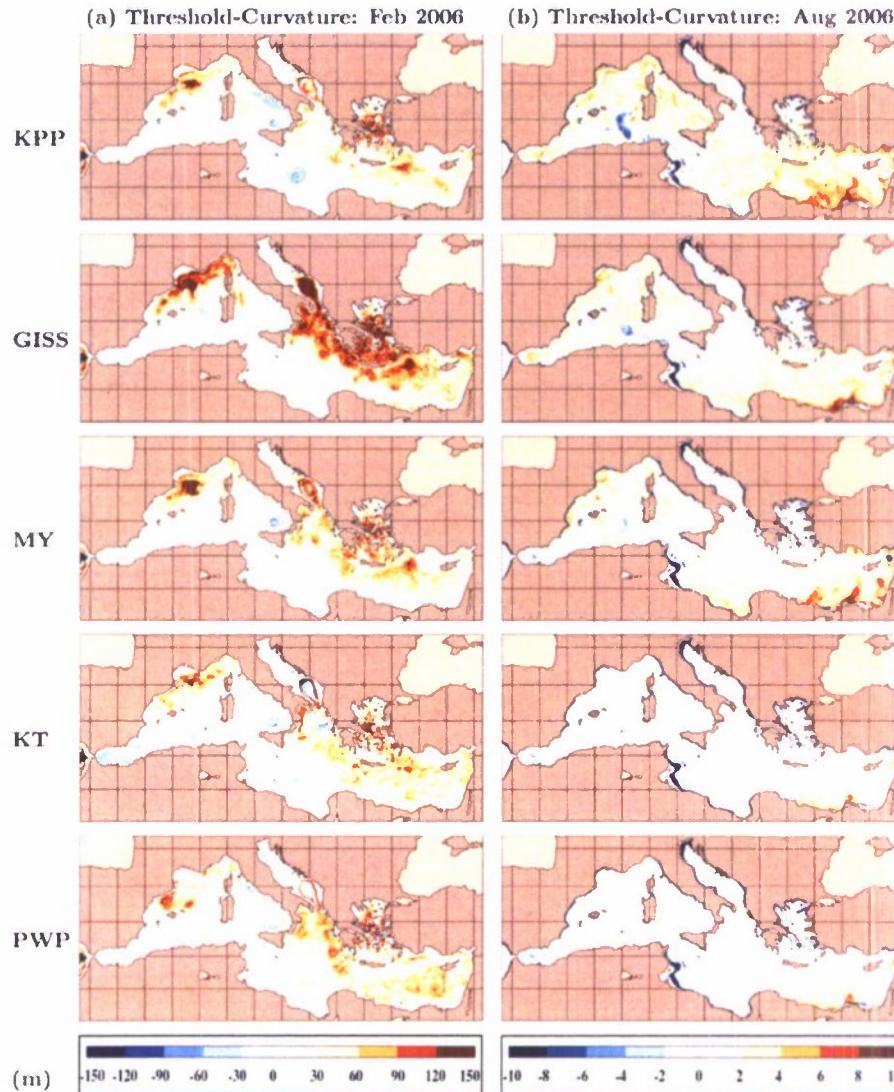 (a) Threshold-Curvature: Feb 2006 (b) Threshold-Curvature: Aug 2006
KPP
GISS
MY
KT
PWP
(m) -150 -120 -90 -60 -30 0 30 60 90 120 150 -10 -8 -6 -4 -2 0 2 4 6 8